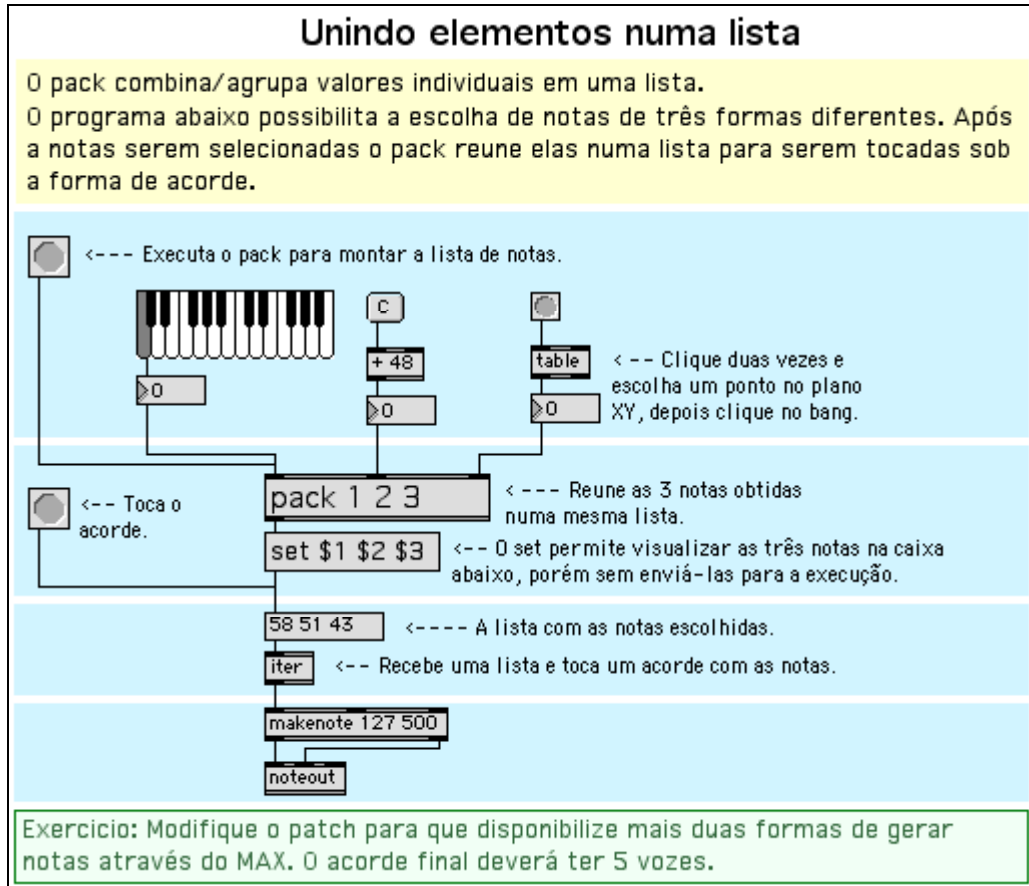 Unindo elementos numa lista
O pack combina/agrupa valores individuais em uma lista.
O programa abaixo possibilita a escolha de notas de três formas diferentes. Após
a notas serem selecionadas o pack reune elas numa lista para serem tocadas sob
a forma de acorde.
<--- Executa o pack para montar a lista de notas.
C
+ 48
table
<-- Clique duas vezes e
escolha um ponto no plano
XY, depois clique no bang.
0
0
0
pack 1 2 3
<--- Reune as 3 notas obtidas
numa mesma lista.
<-- Toca o
acorde.
set $1 $2 $3
<-- O set permite visualizar as três notas na caixa
abaixo, porém sem enviá-las para a execução.
58 51 43
<---- A lista com as notas escolhidas.
iter
<-- Recebe uma lista e toca um acorde com as notas.
makenote 127 500
noteout
Exercicio: Modifique o patch para que disponibilize mais duas formas de gerar
notas através do MAX. O acorde final deverá ter 5 vozes.